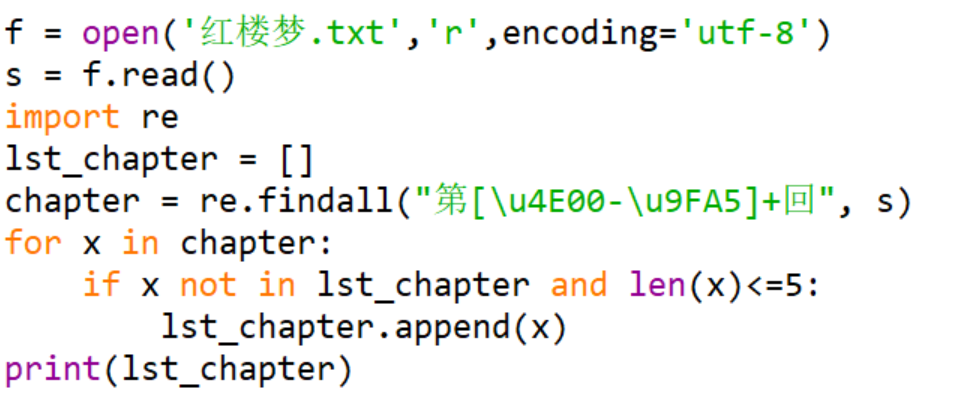 f = open('红楼梦.txt','r',encoding='utf-8')
s = f.read()
import re
lst_chapter = []
chapter = re.findall("第[\u4E00-\u9FA5]+回", s)
for x in chapter:
    if x not in lst_chapter and len(x)<=5:
        lst_chapter.append(x)
print(lst_chapter)